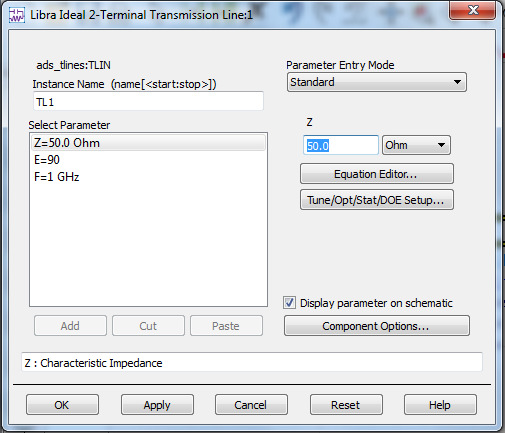 Libra Ideal 2-Terminal Transmission Line:1
ads_tlines:TLIN
Parameter Entry Mode
Instance Name (name[<start:stop>])
Standard
TL1
Select Parameter
Z
Z=50.0 Ohm
50.0 Ohm
E=90
F=1 GHz
Equation Editor...
Tune/Opt/Stat/DOE Setup...
Display parameter on schematic
Add Cut Paste
Component Options...
Z : Characteristic Impedance
OK Apply Cancel Reset Help